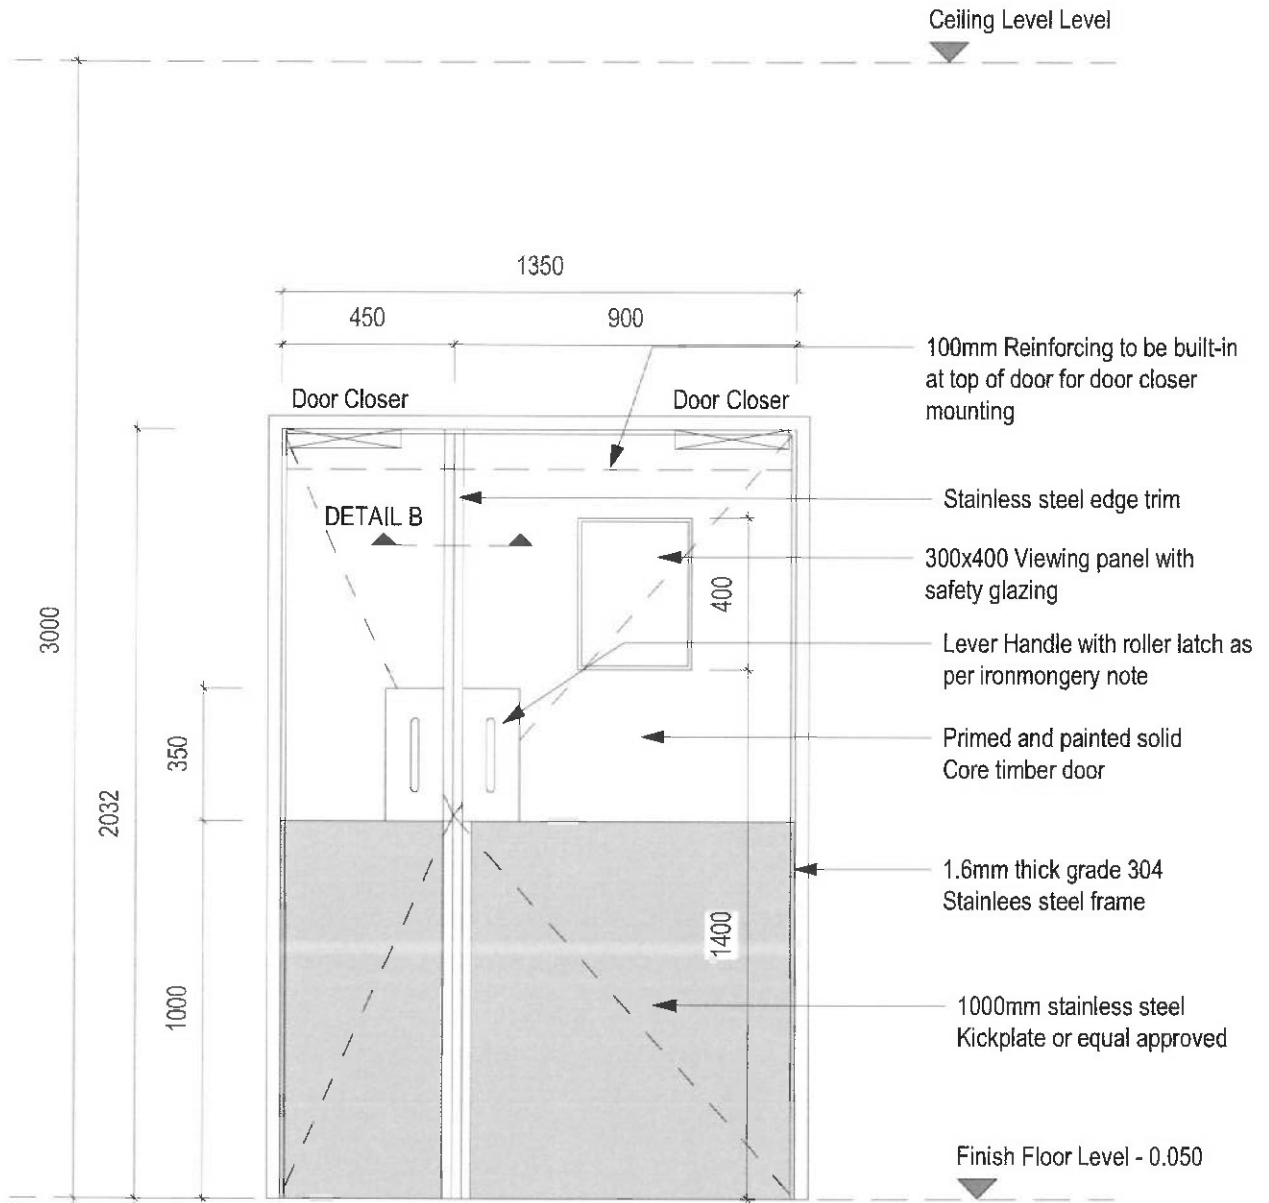 Ceiling Level Level
1350
450
900
100mm Reinforcing to be built-in
at top of door for door closer
mounting
Door Closer
Door Closer
Stainless steel edge trim
DETAIL B
300x400 Viewing panel with
safety glazing
400
3000
Lever Handle with roller latch as
per ironmongery note
350
Primed and painted solid
Core timber door
2032
1.6mm thick grade 304
Stainlees steel frame
1400
1000
1000mm stainless steel
Kickplate or equal approved
Finish Floor Level - 0.050